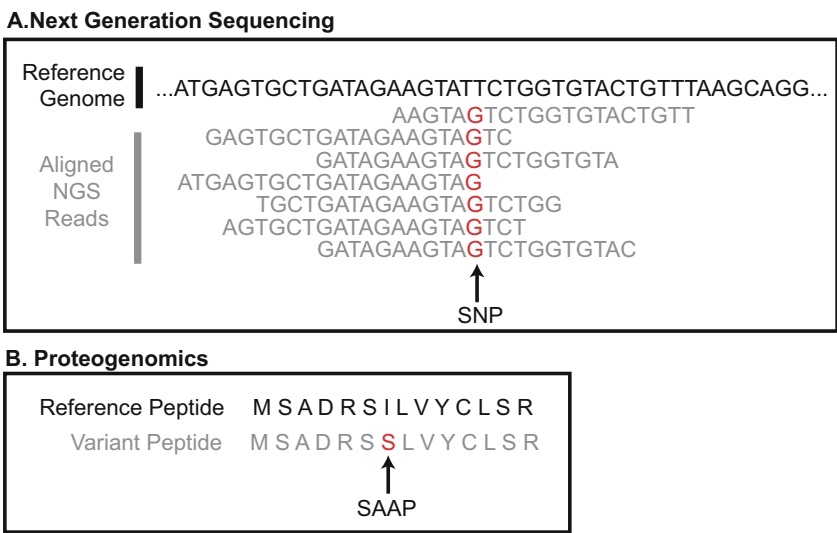 A.Next Generation Sequencing
Reference
Genome
...ATGAGTGCTGATAGAAGTATTCTGGTGTACTGTTTAAGCAGG...
Aligned
NGS
Reads
AAGTAGTCTGGTGTACTGTT
GAGTGCTGATAGAAGTAGTC
GATAGAAGTAGTCTGGTGTA
ATGAGTGCTGATAGAAGTAG
TGCTGATAGAAGTAGTCTGG
AGTGCTGATAGAAGTAGTCT
GATAGAAGTAGTCTGGTGTAC
SNP
B. Proteogenomics
Reference Peptide M S A D R S I L V Y C L S R
Variant Peptide M S A D R S S L V Y C L S R
SAAP